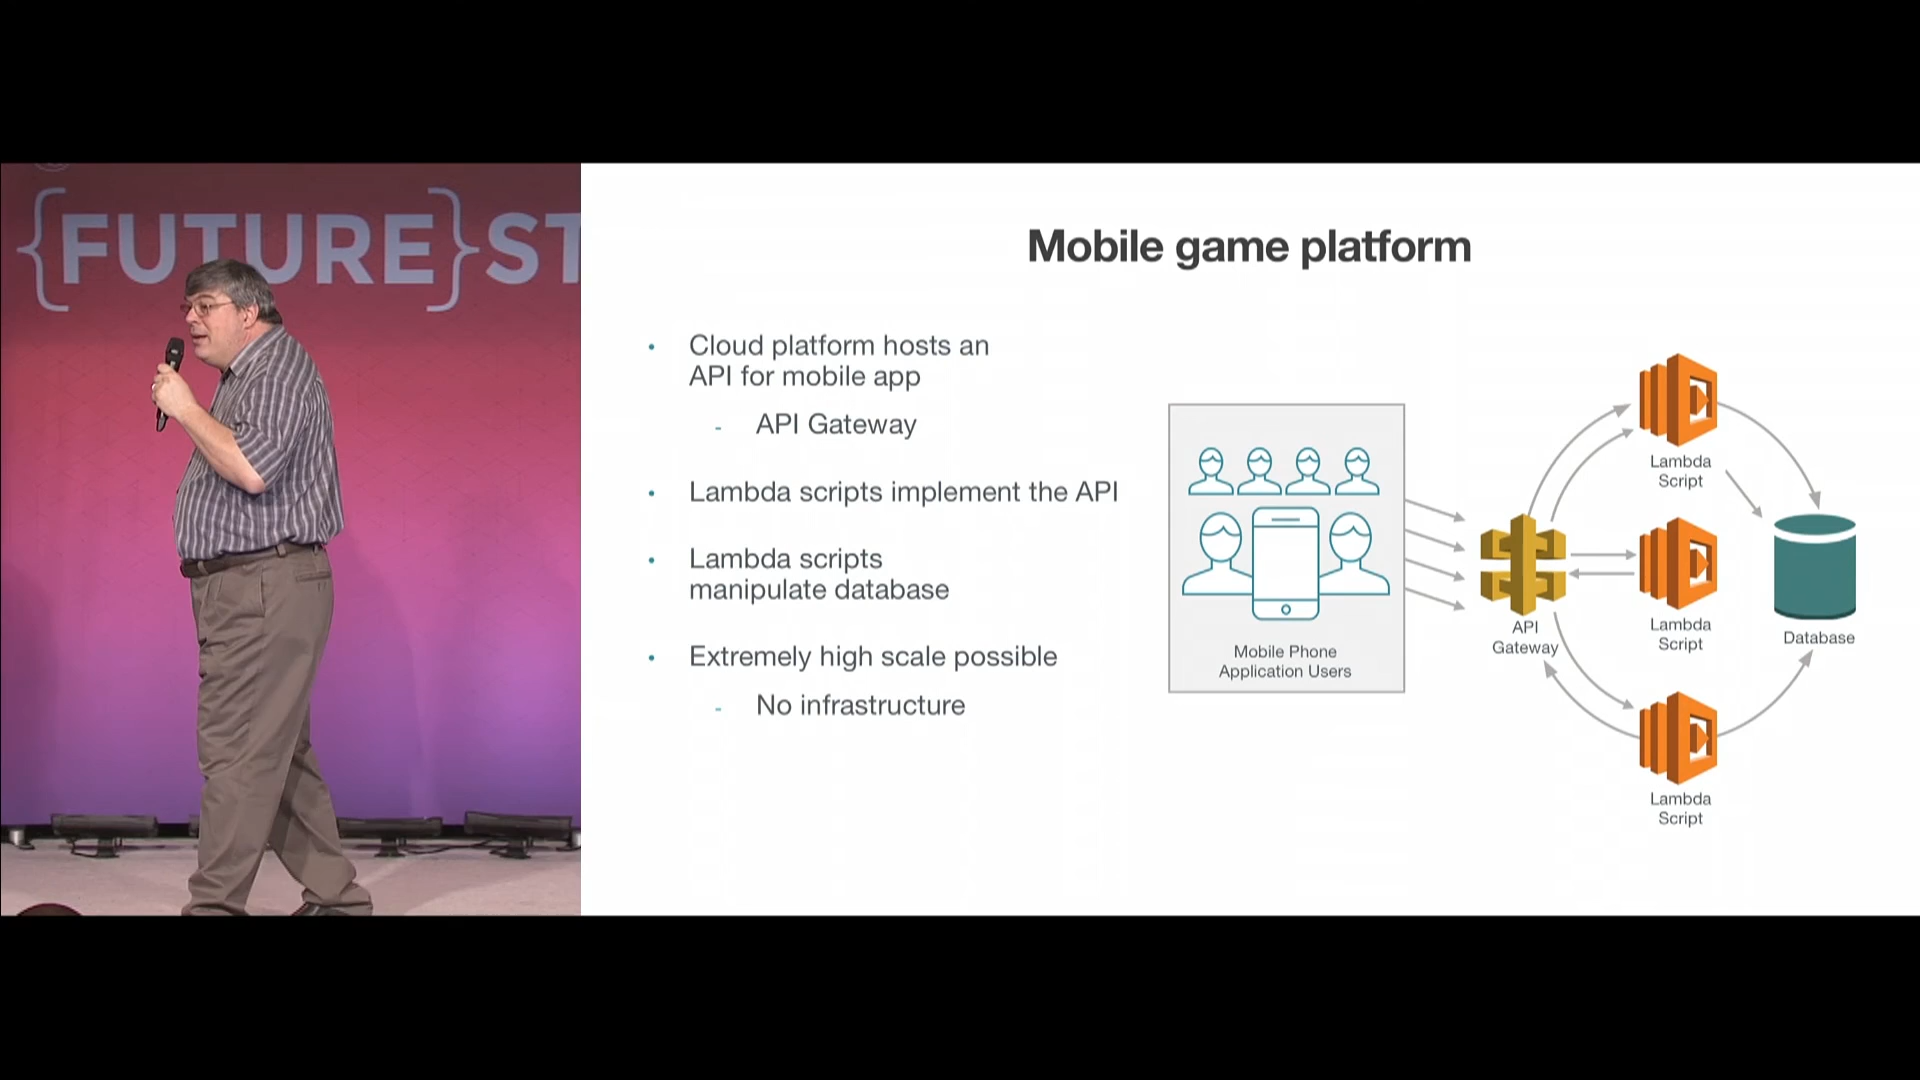 {FUTURE}ST
Mobile game platform
• Cloud platform hosts an
API for mobile app
- API Gateway
• Lambda scripts implement the API
• Lambda scripts
manipulate database
• Extremely high scale possible
- No infrastructure
Mobile Phone
Application Users
API
Gateway
Lambda
Script
Lambda
Script
Lambda
Script
Database